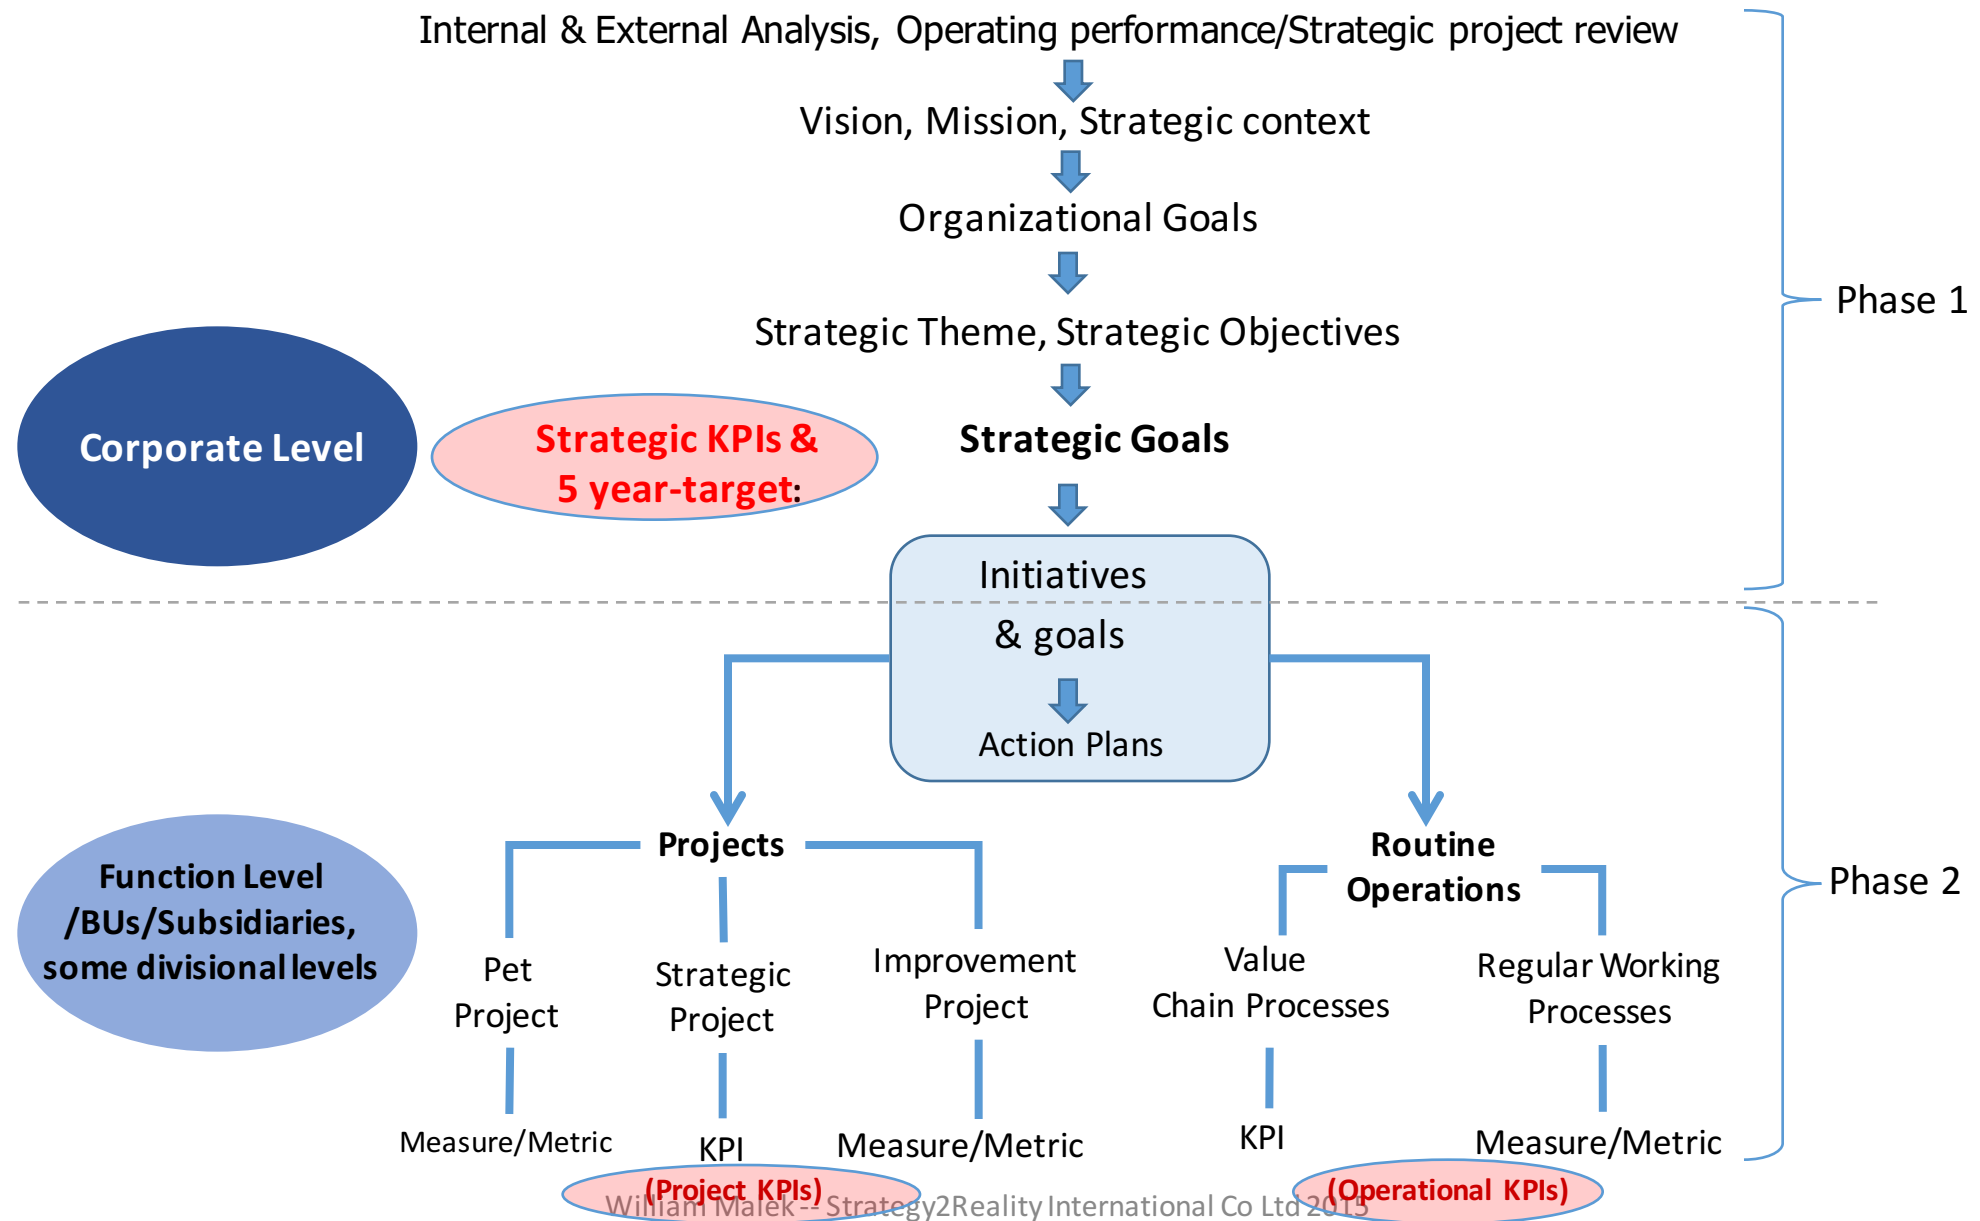 Internal & External Analysis, Operating performance/Strategic project review
Vision, Mission, Strategic context
Organizational Goals
Phase 1
Strategic Theme, Strategic Objectives
Corporate Level
Strategic KPIs &
5 year-target:
Strategic Goals
Initiatives
& goals
Action Plans
Function Level
/BUs/Subsidiaries,
some divisional levels
Projects
Routine
Operations
Phase 2
Pet
Project
Strategic
Project
Improvement
Project
Value
Chain Processes
Regular Working
Processes
Measure/Metric
KPI
Measure/Metric
KPI
Measure/Metric
(Project KPIs)
(Operational KPIs)
William Malek -- Strategy2Reality International Co Ltd 2015